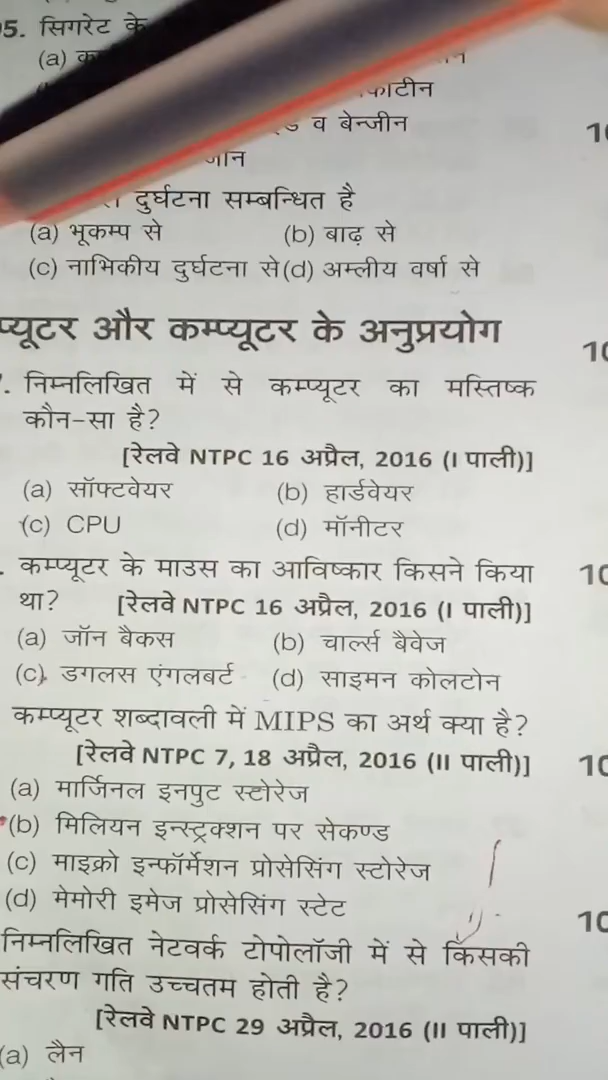 5. सिगरेट के
(a)
व बेन्जीन
दुर्घटना सम्बन्धित है
(a) भूकम्प से (b) बाढ़ से
(c) नाभिकीय दुर्घटना से (d) अम्लीय वर्षा से
प्यूटर और कम्प्यूटर के अनुप्रयोग
. निम्नलिखित में से कम्प्यूटर का मस्तिष्क
कौन-सा है?
[रेलवे NTPC 16 अप्रैल, 2016 (I पाली)]
(a) सॉफ्टवेयर (b) हार्डवेयर
(c) CPU (d) मॉनीटर
कम्प्यूटर के माउस का आविष्कार किसने किया
था? [रेलवे NTPC 16 अप्रैल, 2016 (I पाली)]
(a) जॉन बैकस (b) चार्ल्स बैवेज
(c) डगलस एंगलबर्ट (d) साइमन कोलटोन
कम्प्यूटर शब्दावली में MIPS का अर्थ क्या है?
[रेलवे NTPC 7, 18 अप्रैल, 2016 (II पाली)]
(a) मार्जिनल इनपुट स्टोरेज
(b) मिलियन इन्स्ट्रक्शन पर सेकण्ड
(c) माइक्रो इन्फॉर्मेशन प्रोसेसिंग स्टोरेज
(d) मेमोरी इमेज प्रोसेसिंग स्टेट
निम्नलिखित नेटवर्क टोपोलॉजी में से किसकी
संचरण गति उच्चतम होती है?
[रेलवे NTPC 29 अप्रैल, 2016 (II पाली)]
(a) लैन